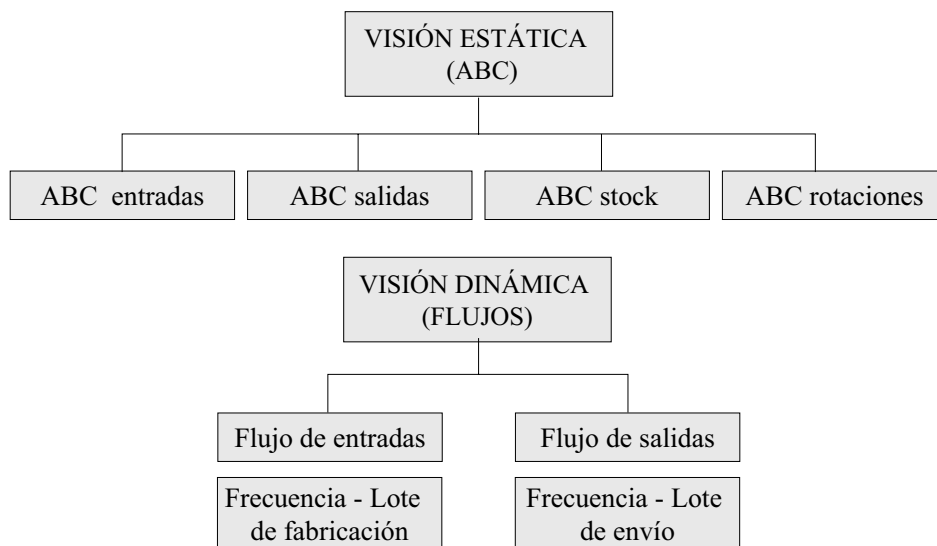 VISIÓN ESTÁTICA
(ABC)
ABC entradas
ABC salidas
ABC stock
ABC rotaciones
VISIÓN DINÁMICA
(FLUJOS)
Flujo de entradas
Flujo de salidas
Frecuencia - Lote
de fabricación
Frecuencia - Lote
de envío